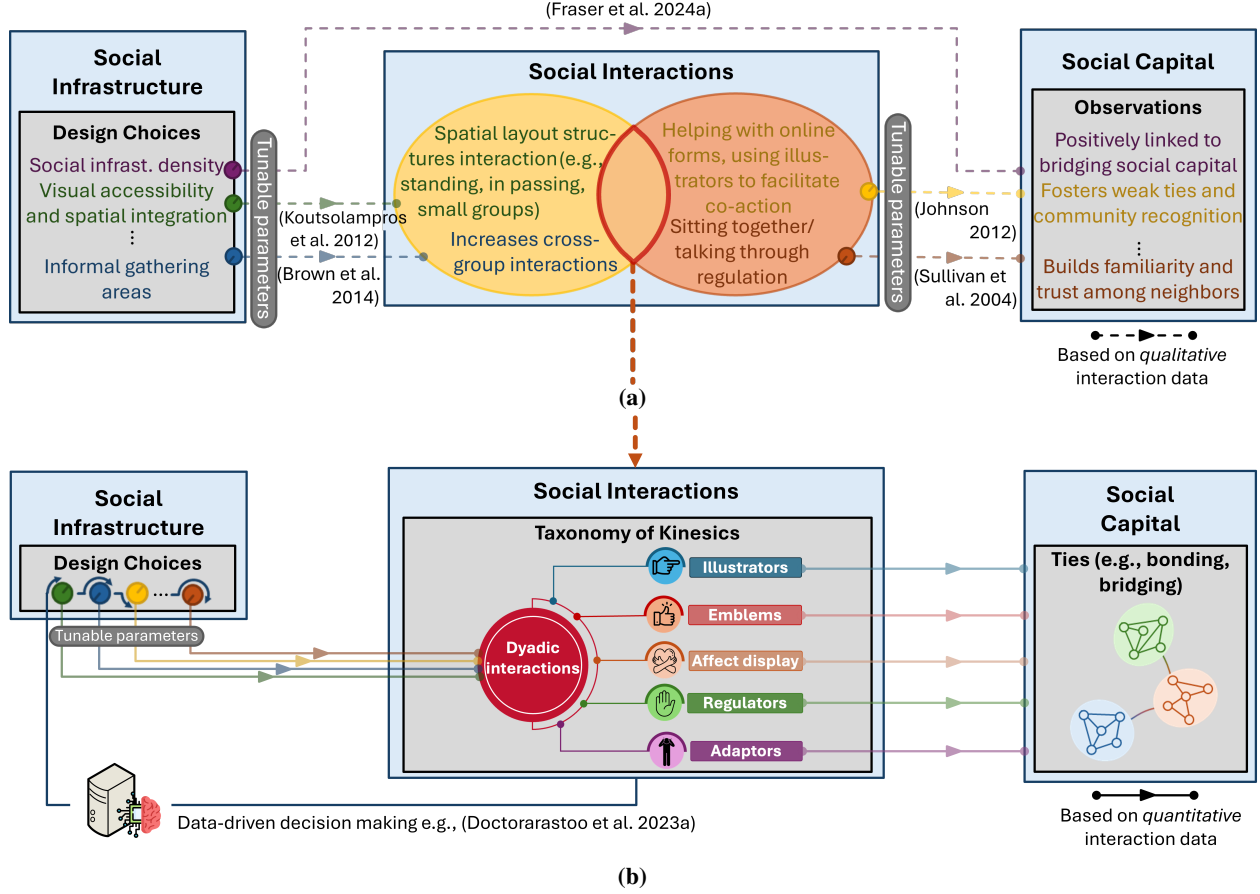 (Fraser et al. 2024a)
Social
Infrastructure
Design Choices
Social infrast. density
Visual accessibility
and spatial integration
⋮
Informal gathering
areas
Tunable parameters
(Koutsolampros
et al. 2012)
(Brown et al.
2014)
Social Interactions
Spatial layout struc-
tures interaction (e.g.,
standing, in passing,
small groups)
Increases cross-
group interactions
Helping with online
forms, using illus-
trators to facilitate
co-action
Sitting together/
talking through
regulation
Tunable parameters
(Johnson
2012)
(Sullivan et
al. 2004)
Social Capital
Observations
Positively linked to
bridging social capital
Fosters weak ties and
community recognition
⋮
Builds familiarity and
trust among neighbors
Based on qualitative
interaction data
(a)
Social
Infrastructure
Design Choices
....
Tunable parameters
Social Interactions
Taxonomy of Kinesics
Dyadic
interactions
Illustrators
Emblems
Affect display
Regulators
Adaptors
Social
Capital
Ties (e.g., bonding,
bridging)
Data-driven decision making e.g., (Doctorarastoo et al. 2023a)
Based on quantitative
interaction data
(b)